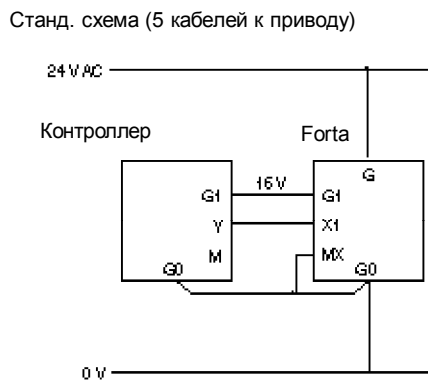 Станд. схема (5 кабелей к приводу)
24 V AC
Контроллер
Forta
G
G1
16 V
G1
Y
X1
M
MX
G0
G0
0 V